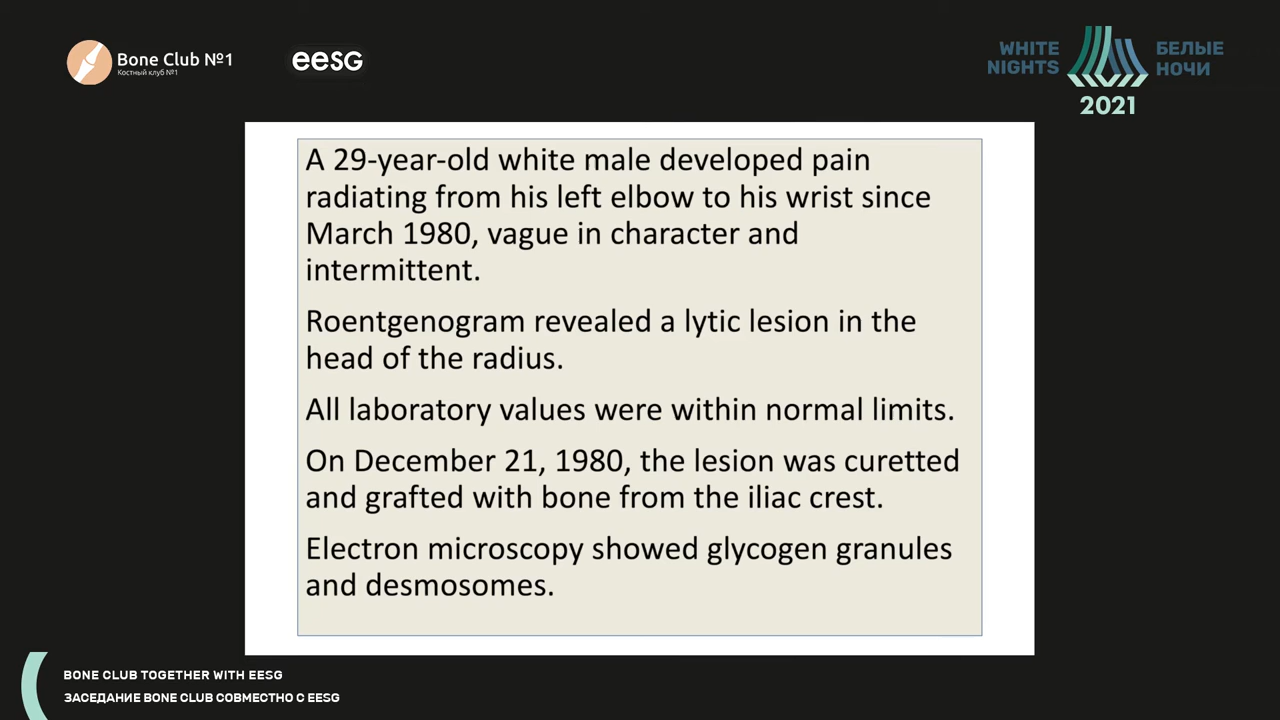 Bone Club №1
Костный клуб №1
eesg
WHITE
NIGHTS
БЕЛЫЕ
НОЧИ
2021
A 29-year-old white male developed pain
radiating from his left elbow to his wrist since
March 1980, vague in character and
intermittent.
Roentgenogram revealed a lytic lesion in the
head of the radius.
All laboratory values were within normal limits.
On December 21, 1980, the lesion was curetted
and grafted with bone from the iliac crest.
Electron microscopy showed glycogen granules
and desmosomes.
BONE CLUB TOGETHER WITH EESG
ЗАСЕДАНИЕ BONE CLUB СОВМЕСТНО С EESG